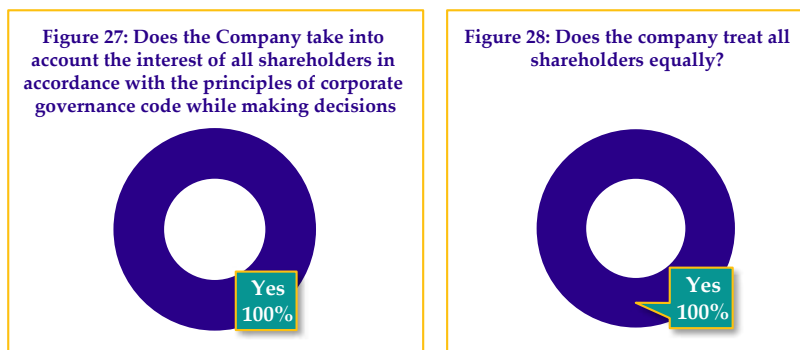 Figure 27: Does the Company take into
account the interest of all shareholders in
accordance with the principles of corporate
governance code while making decisions
Yes
100%
Figure 28: Does the company treat all
shareholders equally?
Yes
100%